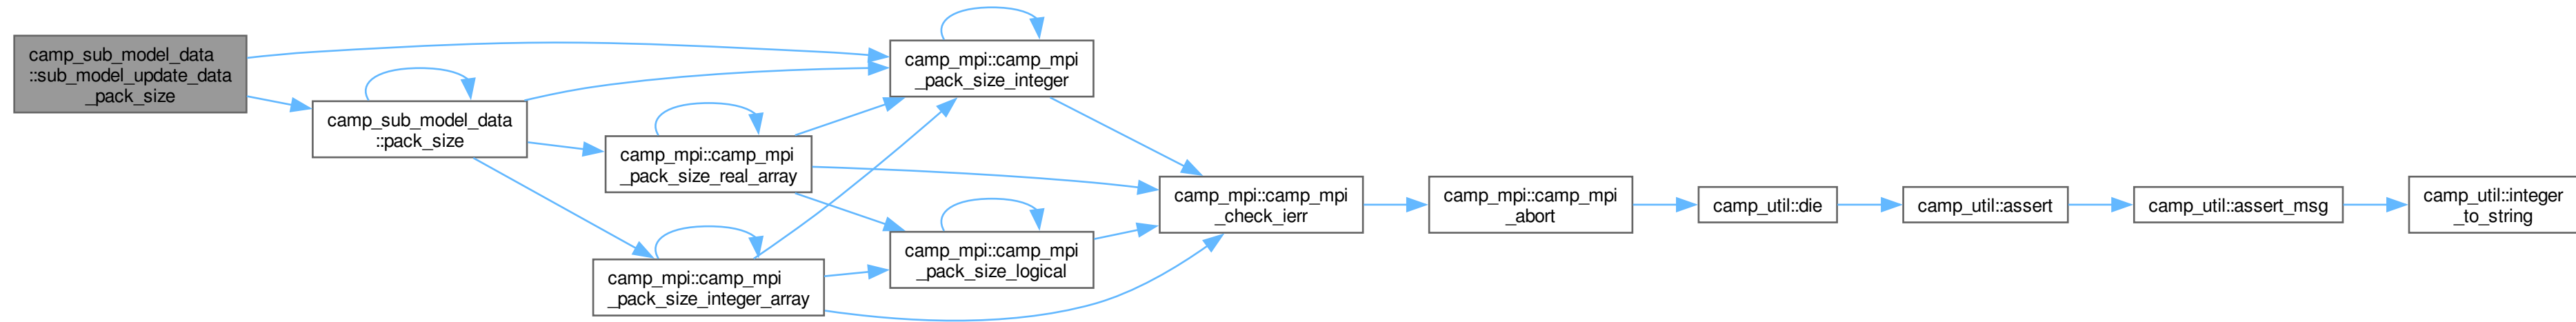 camp_sub_model_data
::sub_model_update_data
_pack_size
camp_sub_model_data
::pack_size
camp_mpi::camp_mpi
_pack_size_integer
camp_mpi::camp_mpi
_pack_size_real_array
camp_mpi::camp_mpi
_pack_size_logical
camp_mpi::camp_mpi
_pack_size_integer_array
camp_mpi::camp_mpi
_check_ierr
camp_mpi::camp_mpi
_abort
camp_util::die
camp_util::assert
camp_util::assert_msg
camp_util::integer
_to_string